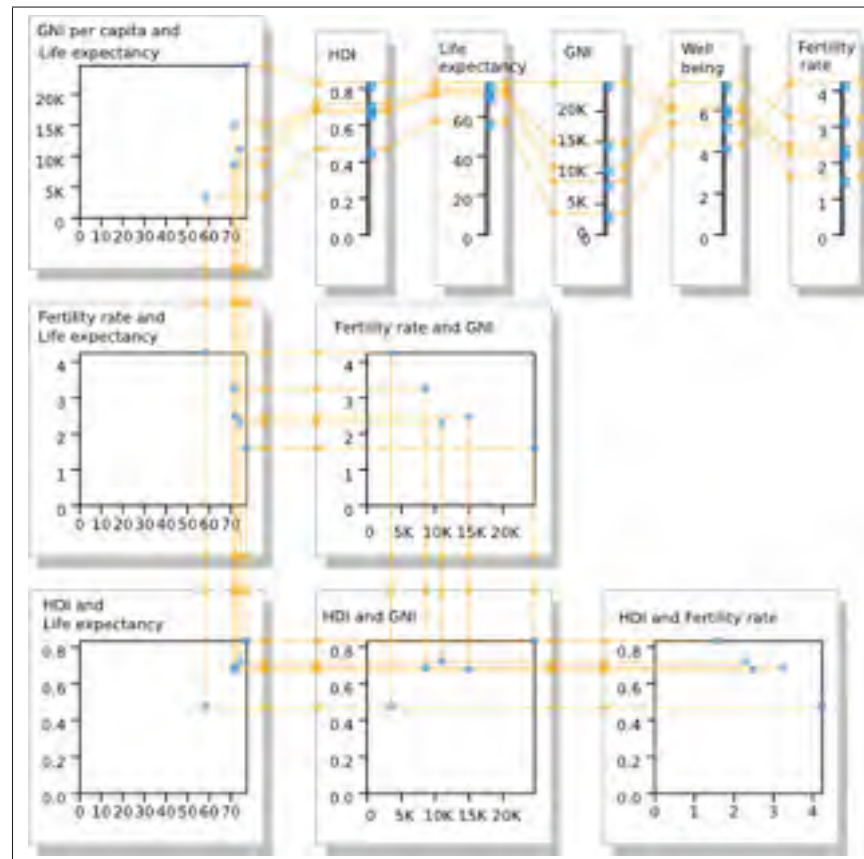 GNI per capita and
Life expectancy
20K
15K
10K
5K
0
0 10 20 30 40 50 60 70
HDI
0.8
0.6
0.4
0.2
0.0
Life
expectancy
60
40
20
0
GNI
20K
15K
10K
5K
0
Well
being
6
4
2
0
Fertility
rate
4
3
2
1
0
Fertility rate and
Life expectancy
4
3
2
1
0
0 10 20 30 40 50 60 70
Fertility rate and GNI
0 5K 10K 15K 20K
HDI and
Life expectancy
0.8
0.6
0.4
0.2
0.0
0 10 20 30 40 50 60 70
HDI and GNI
0.8
0.6
0.4
0.2
0.0
0 5K 10K 15K 20K
HDI and Fertility rate
0.8
0.6
0.4
0.2
0.0
0 1 2 3 4